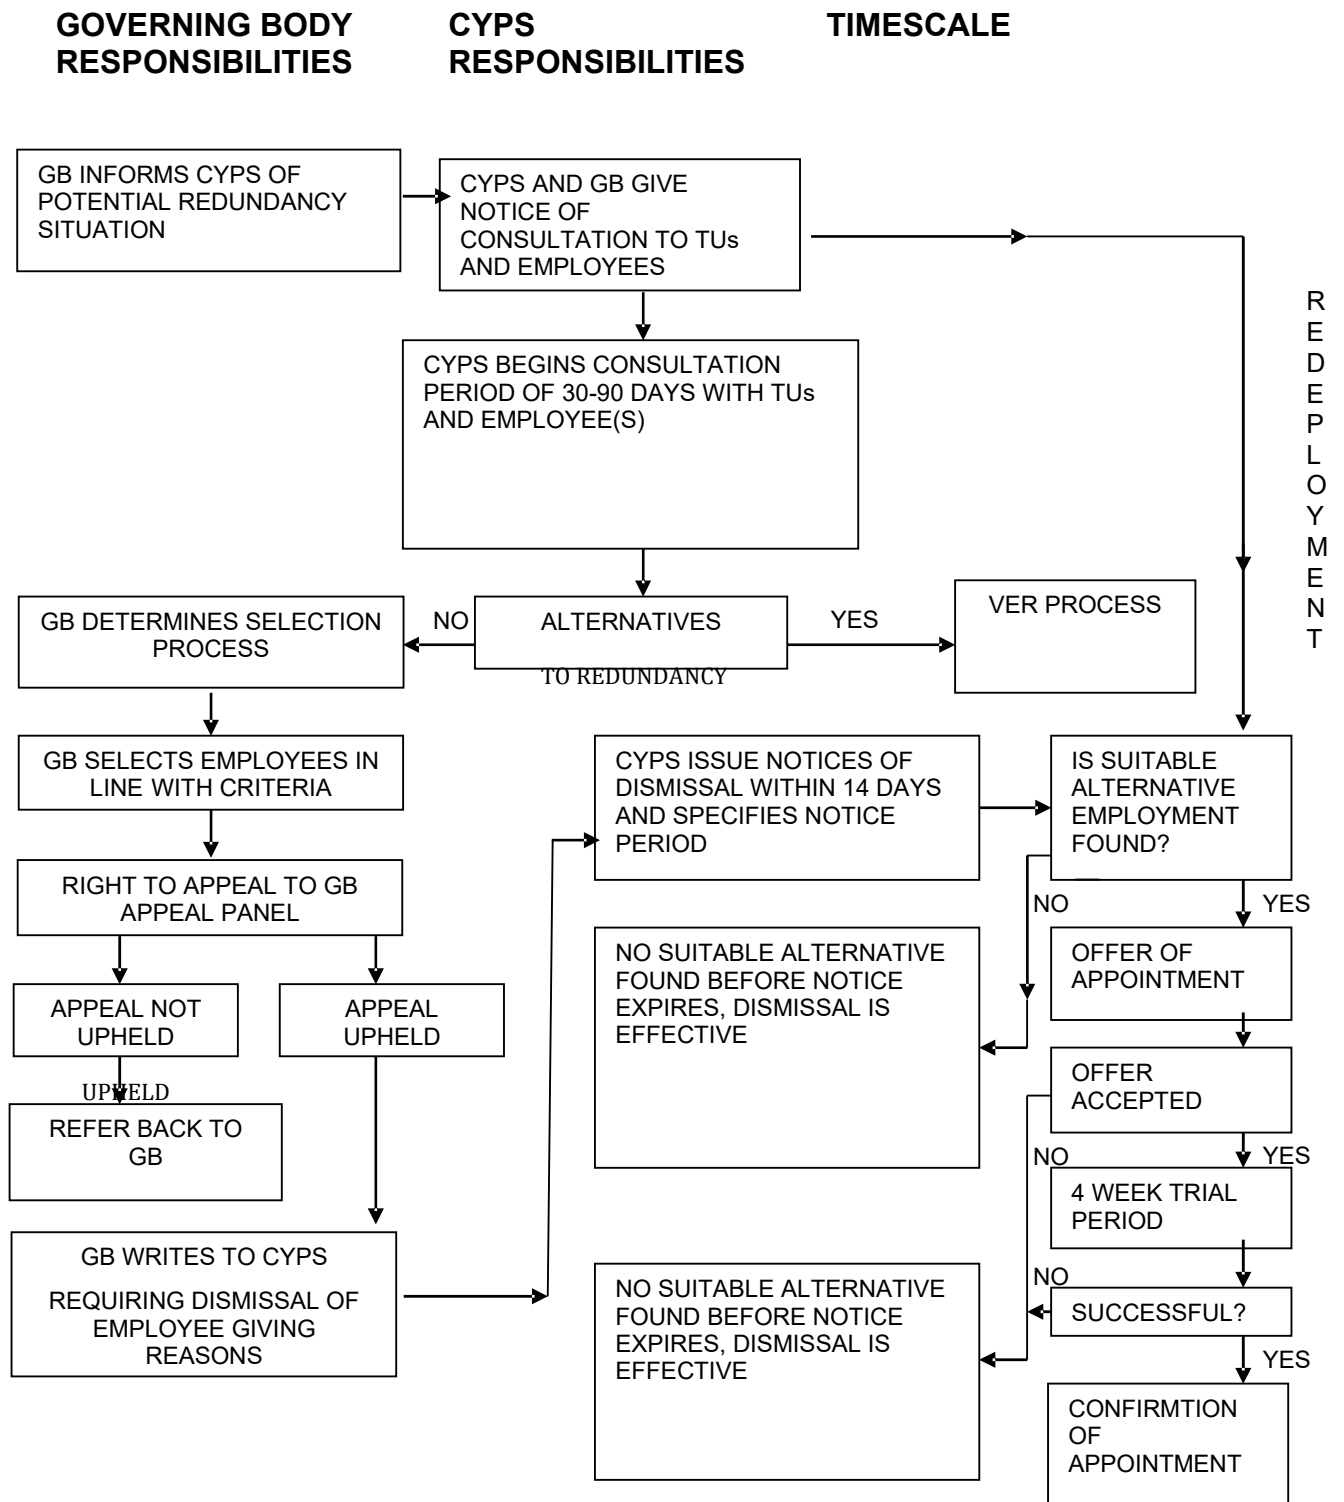 GOVERNING BODY
RESPONSIBILITIES
CYPS
RESPONSIBILITIES
TIMESCALE
GB INFORMS CYPS OF
POTENTIAL REDUNDANCY
SITUATION
CYPS AND GB GIVE
NOTICE OF
CONSULTATION TO TUs
AND EMPLOYEES
R
E
D
E
P
L
O
Y
M
E
N
T
CYPS BEGINS CONSULTATION
PERIOD OF 30-90 DAYS WITH TUs
AND EMPLOYEE(S)
GB DETERMINES SELECTION
PROCESS
NO
ALTERNATIVES
TO REDUNDANCY
YES
VER PROCESS
GB SELECTS EMPLOYEES IN
LINE WITH CRITERIA
CYPS ISSUE NOTICES OF
DISMISSAL WITHIN 14 DAYS
AND SPECIFIES NOTICE
PERIOD
IS SUITABLE
ALTERNATIVE
EMPLOYMENT
FOUND?
RIGHT TO APPEAL TO GB
APPEAL PANEL
NO
YES
NO SUITABLE ALTERNATIVE
FOUND BEFORE NOTICE
EXPIRES, DISMISSAL IS
EFFECTIVE
OFFER OF
APPOINTMENT
APPEAL NOT
UPHELD
APPEAL
UPHELD
UPHELD
OFFER
ACCEPTED
REFER BACK TO
GB
NO
YES
4 WEEK TRIAL
PERIOD
GB WRITES TO CYPS
REQUIRING DISMISSAL OF
EMPLOYEE GIVING
REASONS
NO SUITABLE ALTERNATIVE
FOUND BEFORE NOTICE
EXPIRES, DISMISSAL IS
EFFECTIVE
NO
SUCCESSFUL?
YES
CONFIRMTION
OF
APPOINTMENT